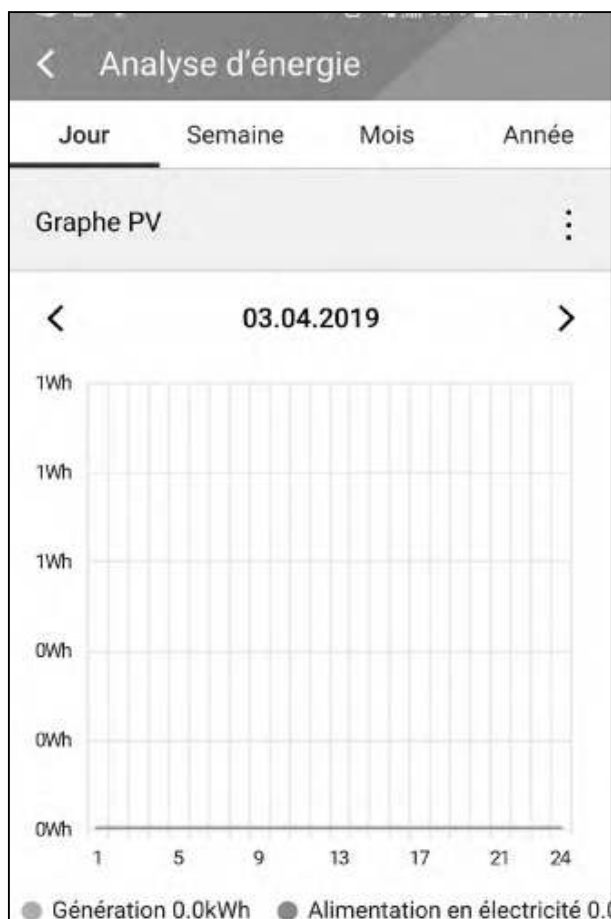 Analyse d'énergie
Jour Semaine Mois Année
Graphe PV
03.04.2019
1Wh
1Wh
1Wh
0Wh
0Wh
0Wh
1 5 9 13 17 21 24
Génération 0.0kWh Alimentation en électricité 0